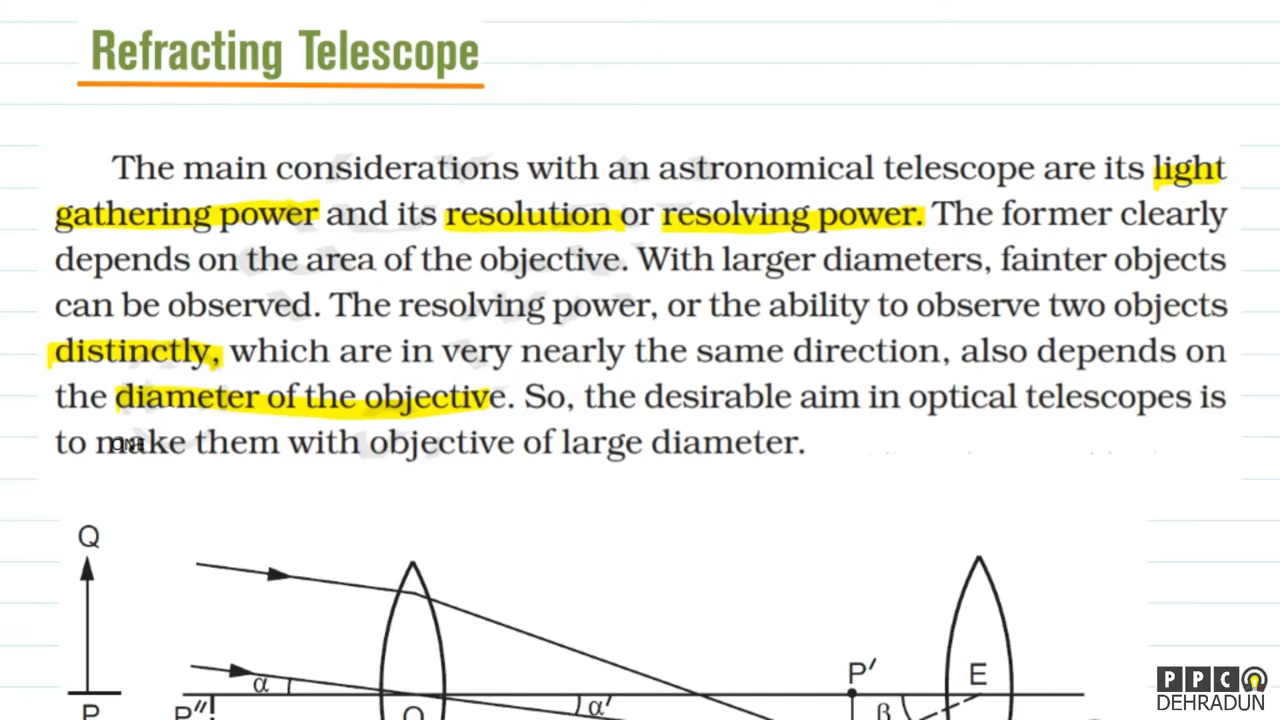 Refracting Telescope
The main considerations with an astronomical telescope are its light
gathering power and its resolution or resolving power. The former clearly
depends on the area of the objective. With larger diameters, fainter objects
can be observed. The resolving power, or the ability to observe two objects
distinctly, which are in very nearly the same direction, also depends on
the diameter of the objective. So, the desirable aim in optical telescopes is
to make them with objective of large diameter.
ONE
Q
P′
E
α
α′
β
P
P″
O
PPC
DEHRADUN